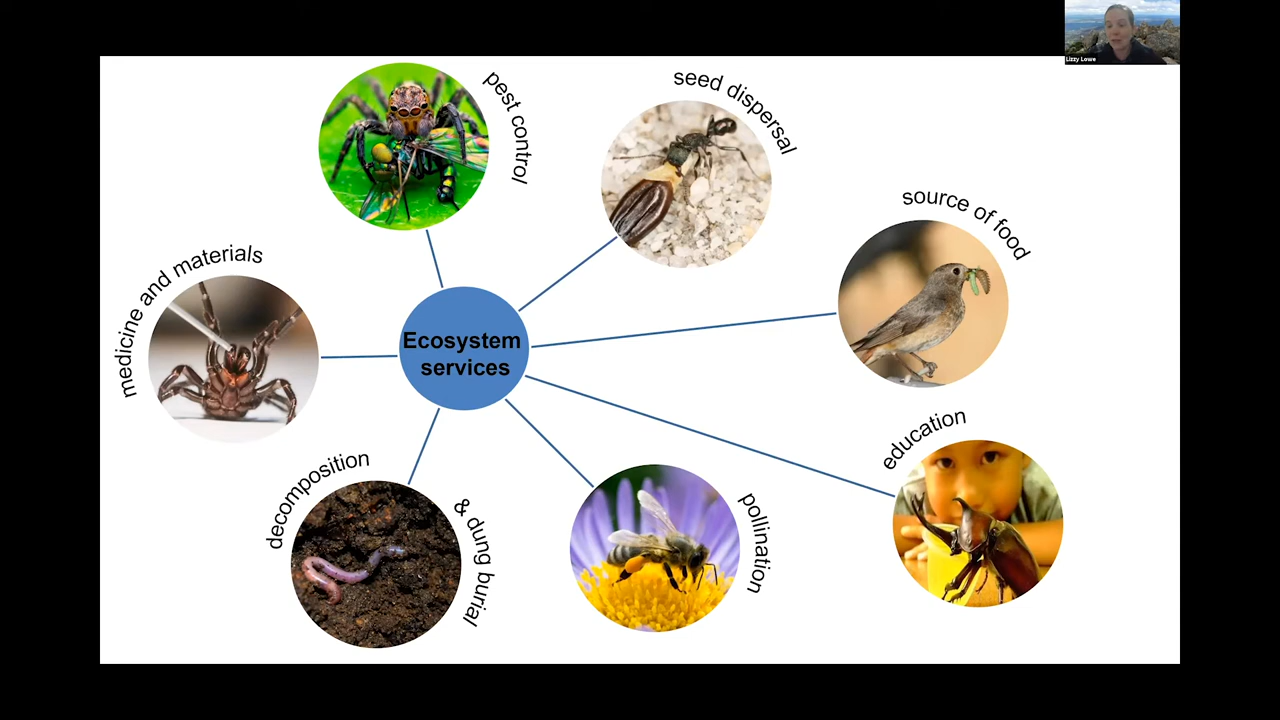 Lizzy Lowe
pest control
seed dispersal
source of food
medicine and materials
Ecosystem
services
education
decomposition
& dung burial
pollination